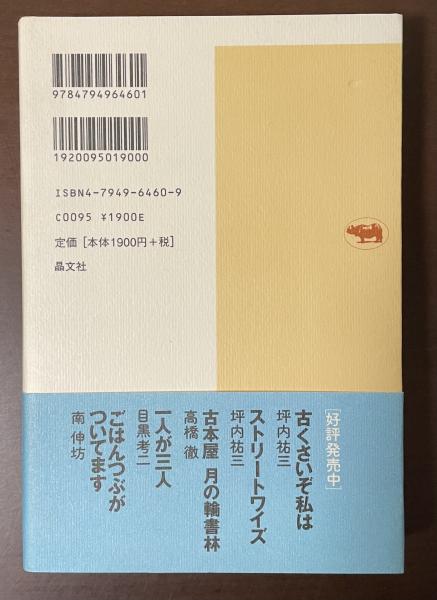 9784794964601
1920095019000
ISBN4-7949-6460-9
C0095 ¥1900E
定価[本体1900円+税]
晶文社
[好評発売中]
古くさいぞ私は
坪内祐三
ストリートワイズ
坪内祐三
古本屋 月の輪書林
高橋 徹
一人が三人
目黒考二
ごはんつぶが
ついてます
南 伸坊